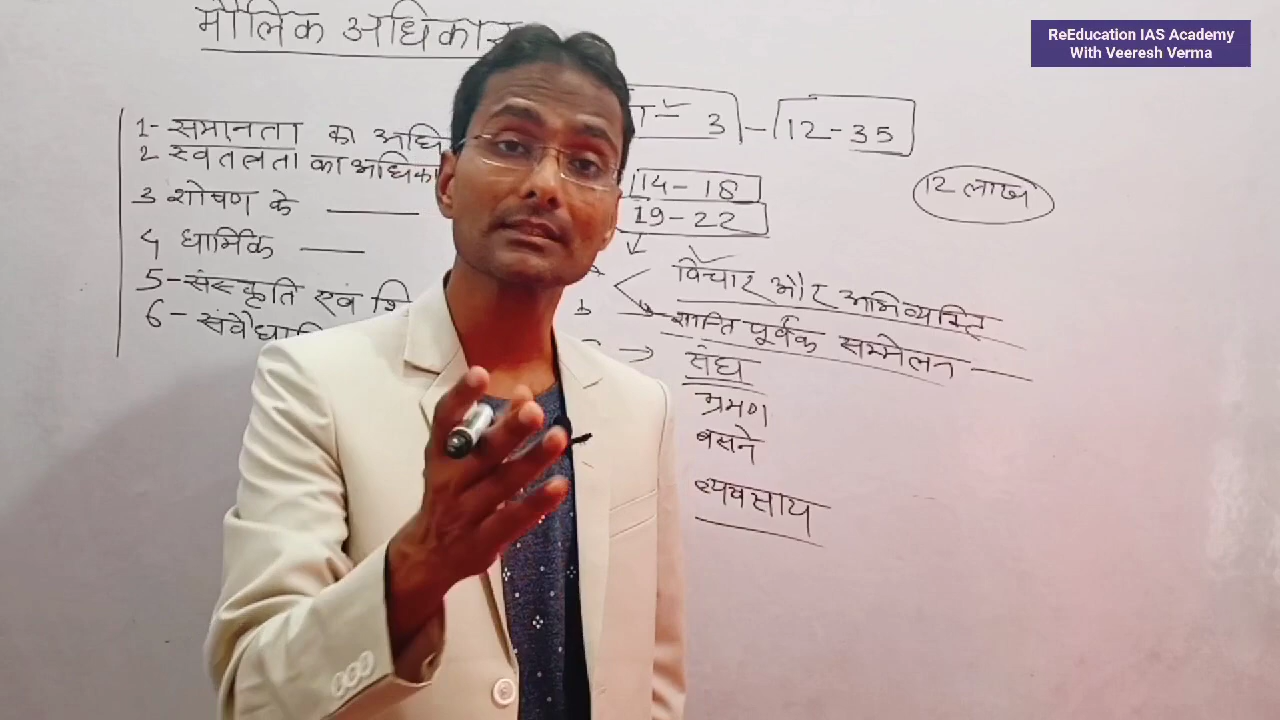 मौलिक अधिकार
ReEducation IAS Academy
With Veeresh Verma
3 - 12-35
1- समानता का अधि
2 स्वतंत्रता का अधिका
14-18
12 लाख
3 शोषण के
19-22
4 धार्मिक
विचार और अभिव्यक्ति
5-संस्कृति एवं शि
शान्ति पूर्वक सम्मेलन
6- संवैधानि
संघ
भ्रमण
बसने
व्यवसाय